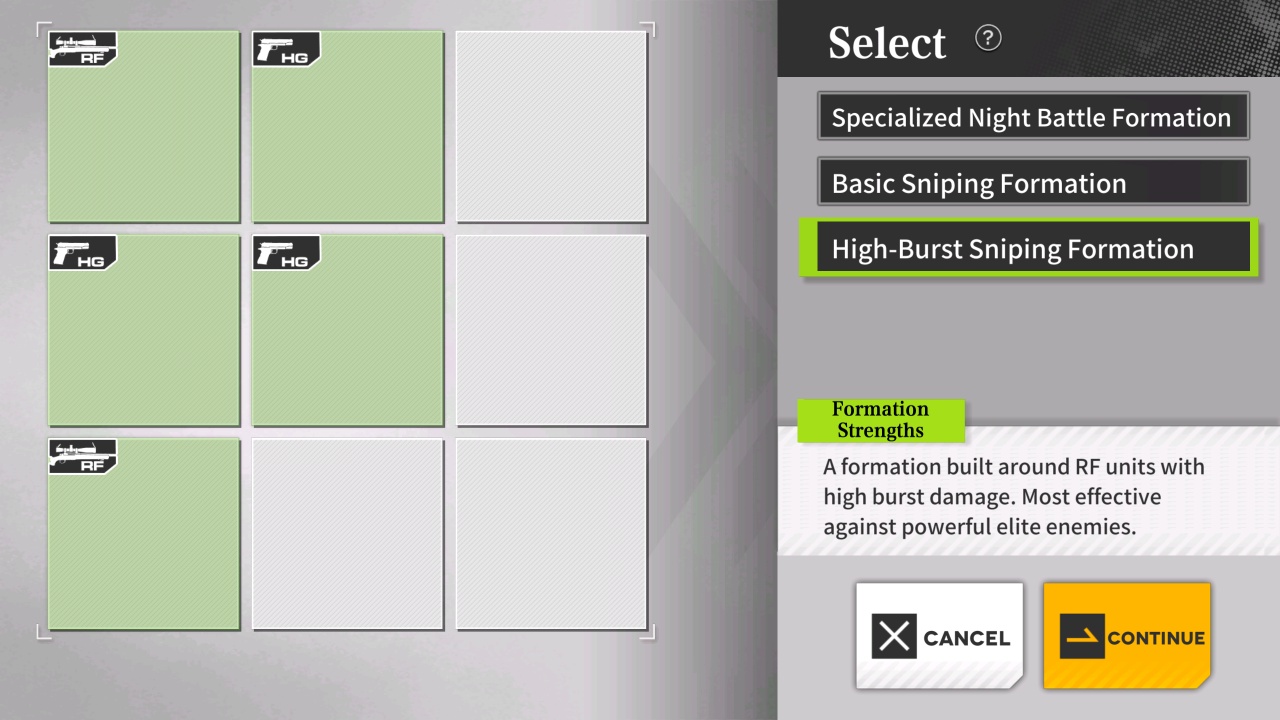 RF
HG
HG
HG
RF
Select
?
Specialized Night Battle Formation
Basic Sniping Formation
High-Burst Sniping Formation
Formation
Strengths
A formation built around RF units with
high burst damage. Most effective
against powerful elite enemies.
CANCEL
CONTINUE